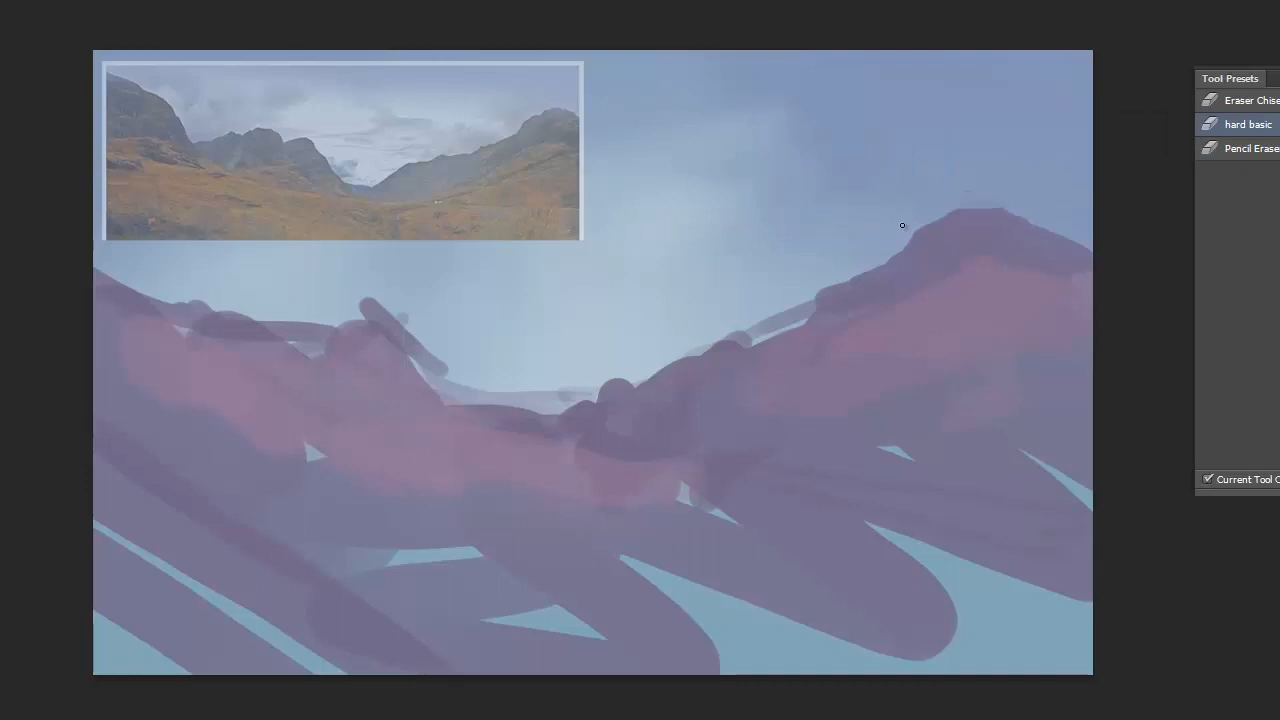 Tool Presets
Eraser Chise
hard basic
Pencil Erase
Current Tool O